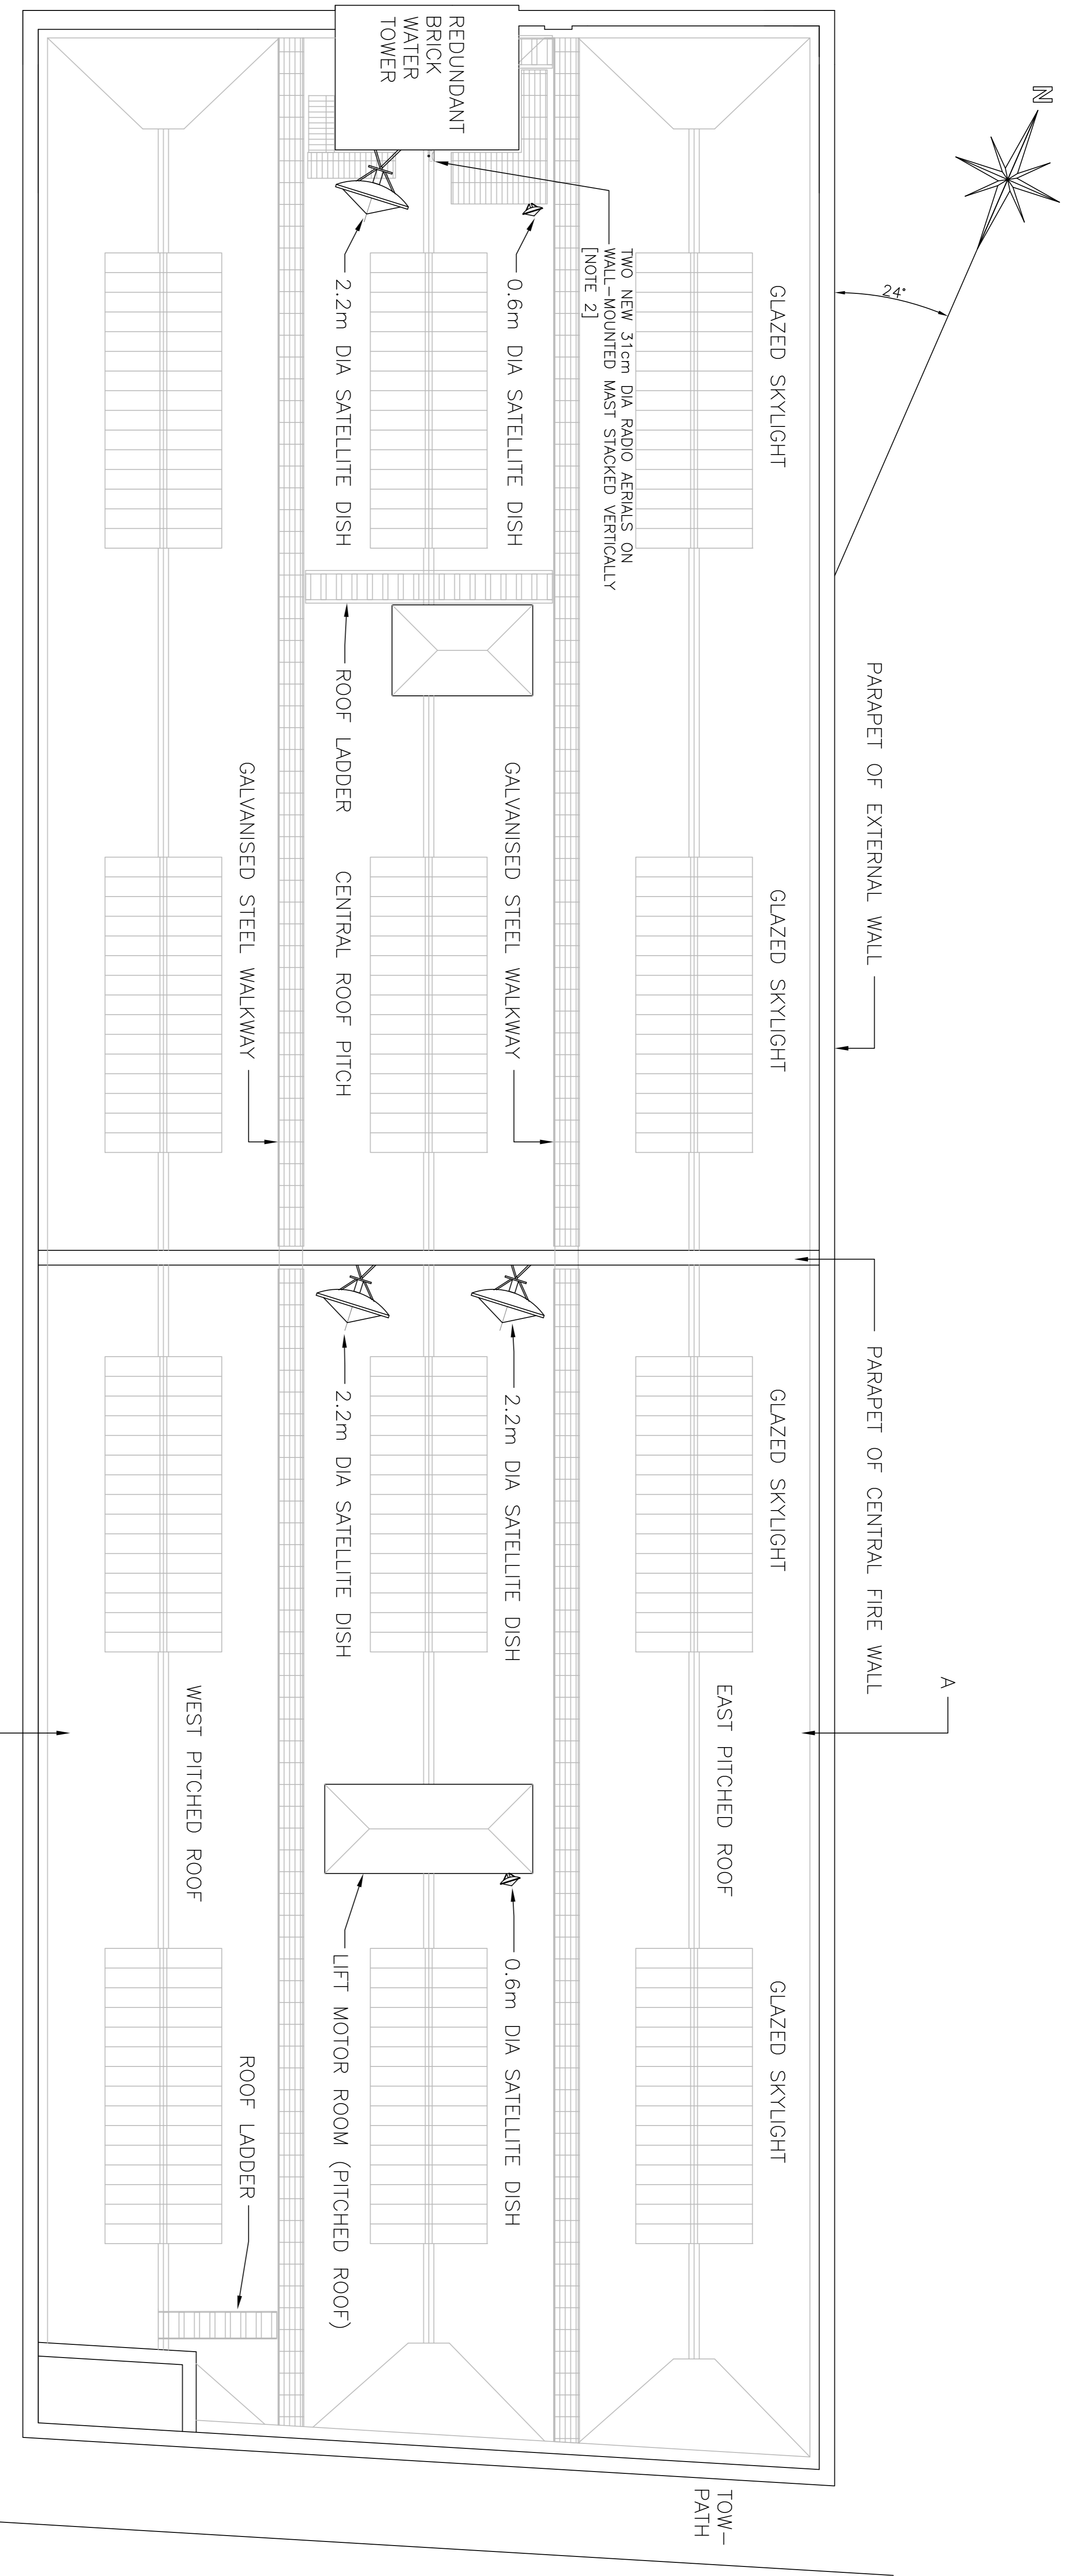 N
24°
REDUNDANT
BRICK
WATER
TOWER
TWO NEW 31cm DIA RADIO AERIALS ON
WALL-MOUNTED MAST STACKED VERTICALLY
[NOTE 2]
GLAZED SKYLIGHT
0.6m DIA SATELLITE DISH
2.2m DIA SATELLITE DISH
PARAPET OF EXTERNAL WALL
GLAZED SKYLIGHT
GALVANISED STEEL WALKWAY
ROOF LADDER
CENTRAL ROOF PITCH
GALVANISED STEEL WALKWAY
PARAPET OF CENTRAL FIRE WALL
A
GLAZED SKYLIGHT
2.2m DIA SATELLITE DISH
2.2m DIA SATELLITE DISH
EAST PITCHED ROOF
WEST PITCHED ROOF
GLAZED SKYLIGHT
0.6m DIA SATELLITE DISH
LIFT MOTOR ROOM (PITCHED ROOF)
ROOF LADDER
TOW-
PATH